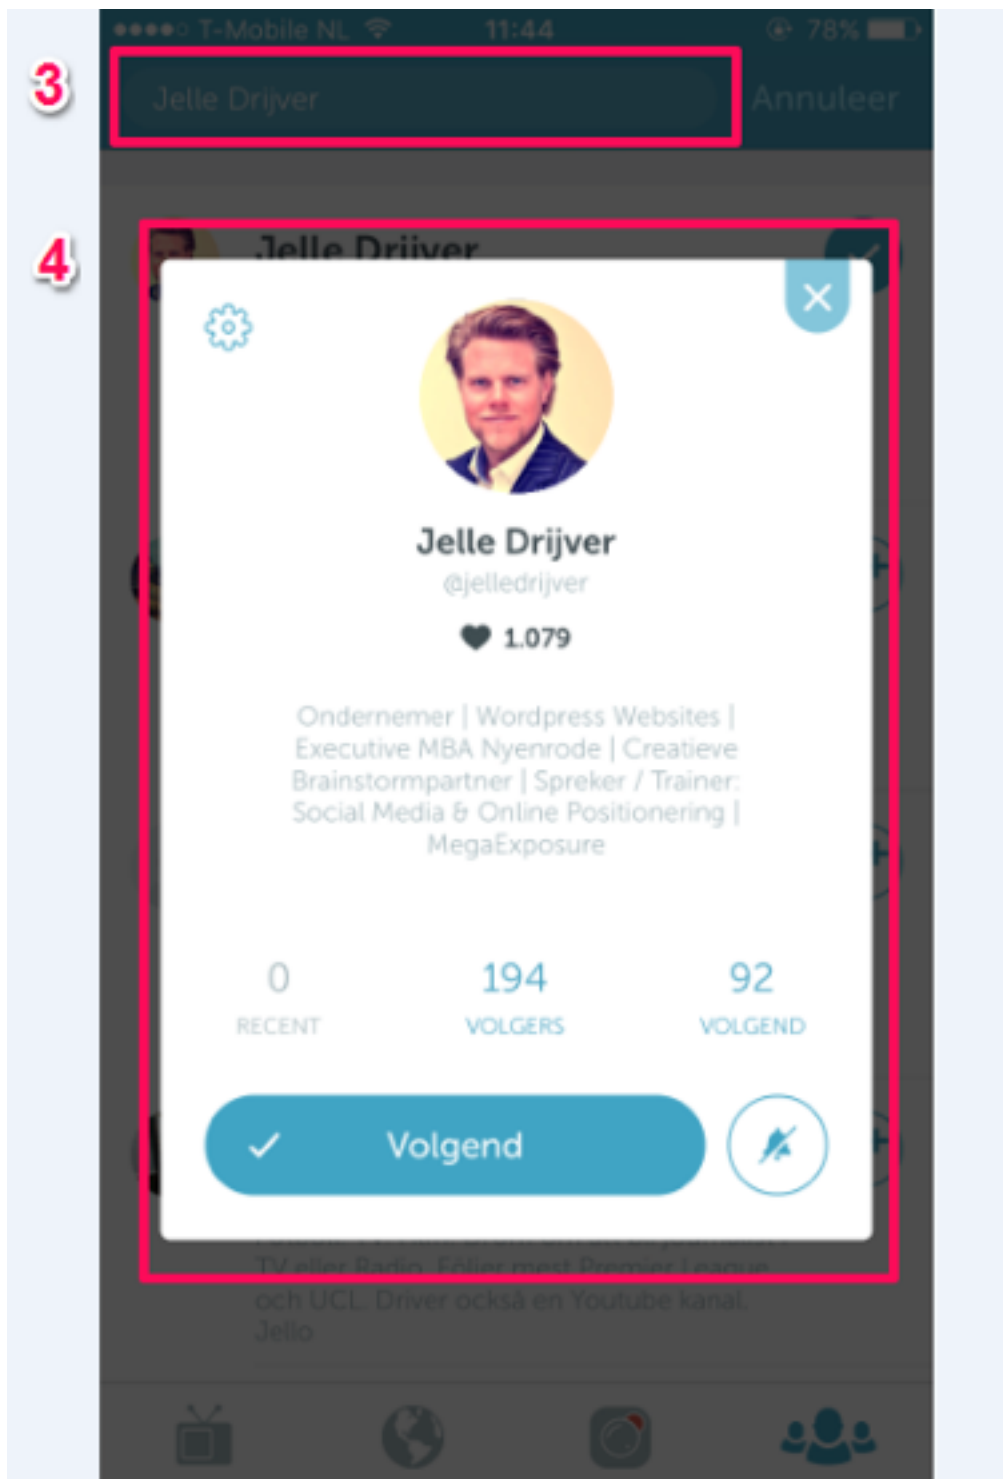 T-Mobile NL 11:44 78%
3
Jelle Drijver Annuleer
4
Jelle Drijver
Jelle Drijver
@jelledrijver
1.079
Ondernemer | Wordpress Websites |
Executive MBA Nyenrode | Creatieve
Brainstormpartner | Spreker / Trainer:
Social Media & Online Positionering |
MegaExposure
0 194 92
RECENT VOLGERS VOLGEND
Volgend
TV eller Radio. Följer mest Premier League
och UCL. Driver också en Youtube kanal.
Jello